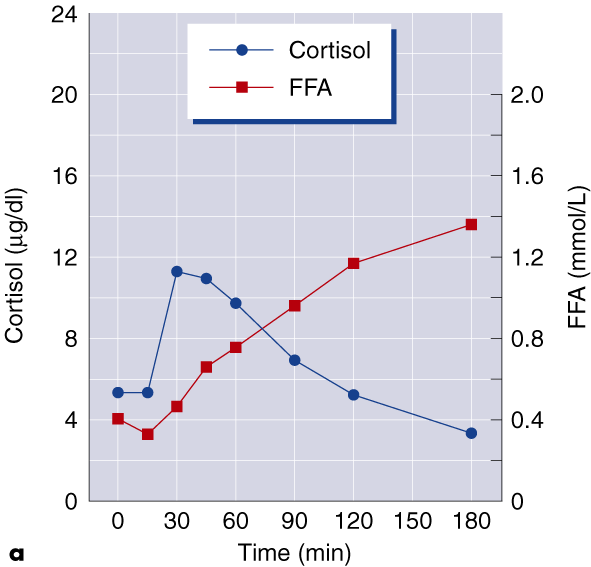 24
20
16
12
8
4
0
Cortisol (μg/dl)
Cortisol
FFA
2.0
1.6
1.2
0.8
0.4
0
FFA (mmol/L)
0 30 60 90 120 150 180
Time (min)
a